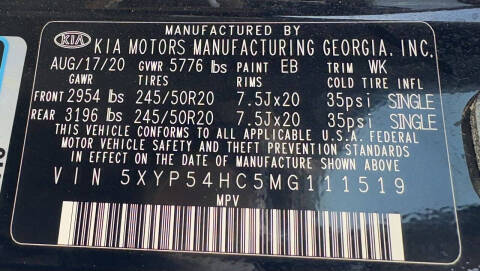 MANUFACTURED BY
KIA KIA MOTORS MANUFACTURING GEORGIA, INC.
AUG/17/20 GVWR 5776 lbs PAINT EB TRIM WK
GAWR TIRES RIMS COLD TIRE INFL
FRONT 2954 lbs 245/50R20 7.5Jx20 35psi SINGLE
REAR 3196 lbs 245/50R20 7.5Jx20 35psi SINGLE
THIS VEHICLE CONFORMS TO ALL APPLICABLE U.S.A. FEDERAL
MOTOR VEHICLE SAFETY AND THEFT PREVENTION STANDARDS
IN EFFECT ON THE DATE OF MANUFACTURE SHOWN ABOVE
VIN 5XYP54HC5MG111519
MPV